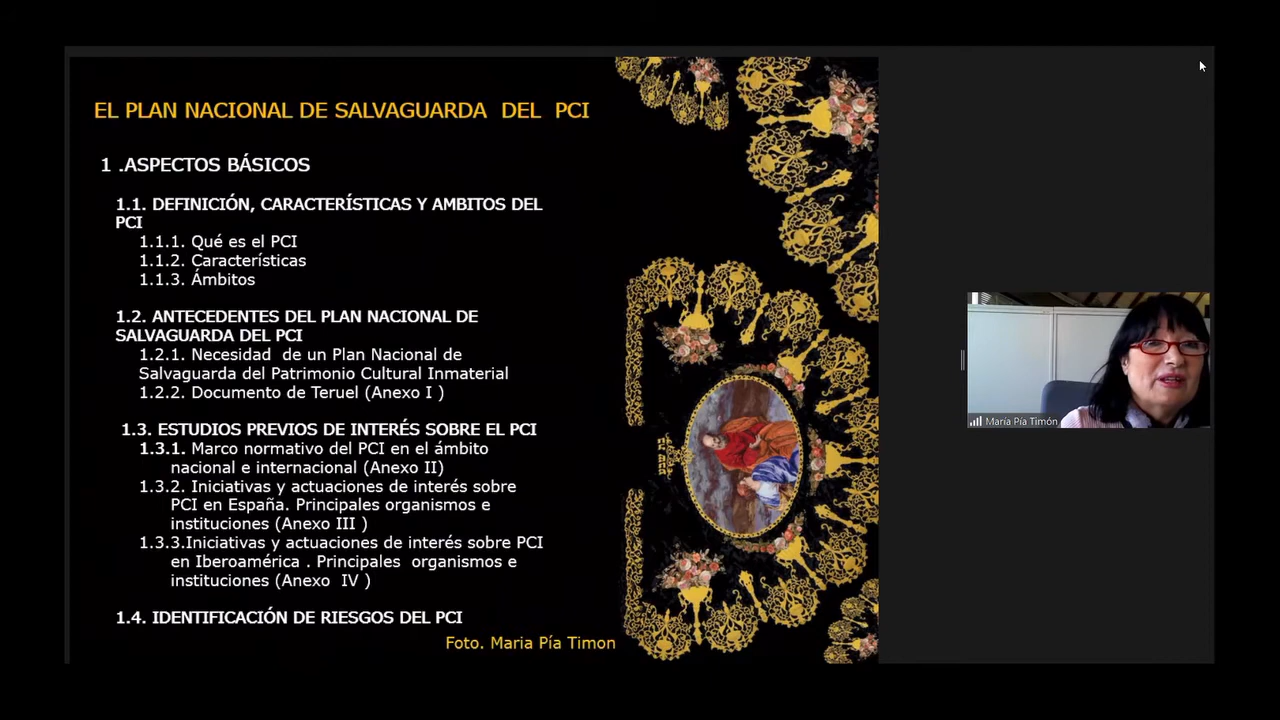 EL PLAN NACIONAL DE SALVAGUARDA DEL PCI
1 .ASPECTOS BÁSICOS
1.1. DEFINICIÓN, CARACTERÍSTICAS Y AMBITOS DEL
PCI
1.1.1. Qué es el PCI
1.1.2. Características
1.1.3. Ámbitos
1.2. ANTECEDENTES DEL PLAN NACIONAL DE
SALVAGUARDA DEL PCI
1.2.1. Necesidad de un Plan Nacional de
Salvaguarda del Patrimonio Cultural Inmaterial
1.2.2. Documento de Teruel (Anexo I )
1.3. ESTUDIOS PREVIOS DE INTERÉS SOBRE EL PCI
1.3.1. Marco normativo del PCI en el ámbito
nacional e internacional (Anexo II)
1.3.2. Iniciativas y actuaciones de interés sobre
PCI en España. Principales organismos e
instituciones (Anexo III )
1.3.3.Iniciativas y actuaciones de interés sobre PCI
en Iberoamérica . Principales organismos e
instituciones (Anexo IV )
1.4. IDENTIFICACIÓN DE RIESGOS DEL PCI
Foto. Maria Pía Timon
María Pía Timón